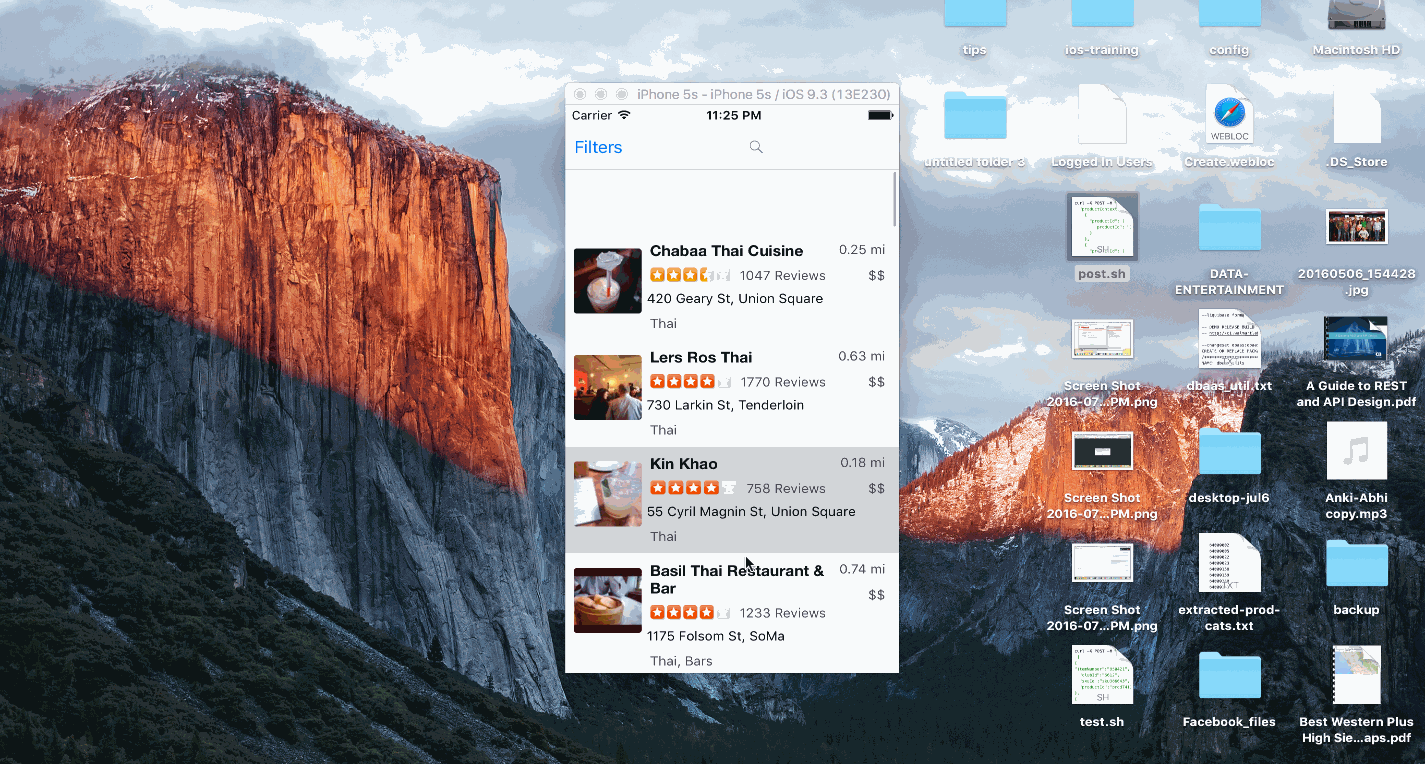 tips
ios-training
config
Macintosh HD
iPhone 5s - iPhone 5s / iOS 9.3 (13E230)
Carrier
11:25 PM
Filters
untitled folder 3
Logged In Users
WEBLOC
Create.webloc
.DS_Store
Chabaa Thai Cuisine
0.25 mi
1047 Reviews
$$
420 Geary St, Union Square
Thai
Lers Ros Thai
0.63 mi
1770 Reviews
$$
730 Larkin St, Tenderloin
Thai
Kin Khao
0.18 mi
758 Reviews
$$
55 Cyril Magnin St, Union Square
Thai
Basil Thai Restaurant &
Bar
0.74 mi
$$
1233 Reviews
1175 Folsom St, SoMa
Thai, Bars
SH
post.sh
DATA-
ENTERTAINMENT
20160506_154428
.jpg
Screen Shot
2016-07...PM.png
dbaas_util.txt
A Guide to REST
and API Design.pdf
Screen Shot
2016-07...PM.png
desktop-jul6
Anki-Abhi
copy.mp3
Screen Shot
2016-07...PM.png
extracted-prod-
cats.txt
backup
SH
test.sh
Facebook_files
Best Western Plus
High Sie...aps.pdf